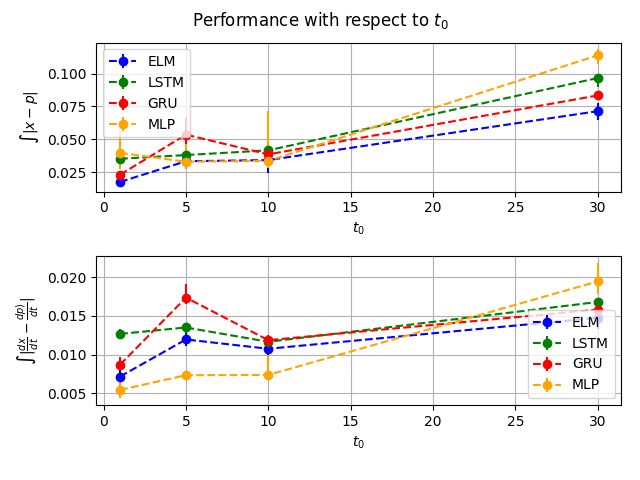 Performance with respect to t₀
∫|x − p|
0.100
0.075
0.050
0.025
ELM
LSTM
GRU
MLP
0 5 10 15 20 25 30
t₀
∫|dx/dt − dp)/dt|
0.020
0.015
0.010
0.005
ELM
LSTM
GRU
MLP
0 5 10 15 20 25 30
t₀